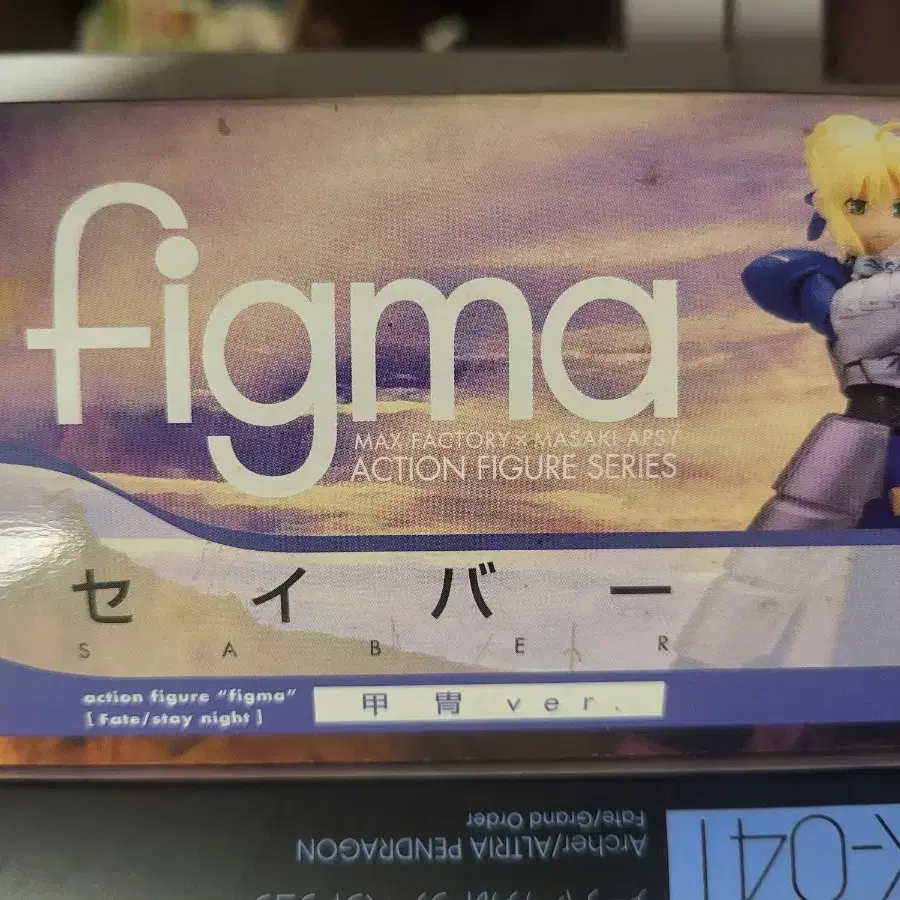 figma
MAX FACTORY × MASAKI APSY
ACTION FIGURE SERIES
セイバー
SABER
action figure "figma"
[Fate/stay night]
甲冑 ver.
Fate/Grand Order
Archer/ALTRIA PENDRAGON
X-041